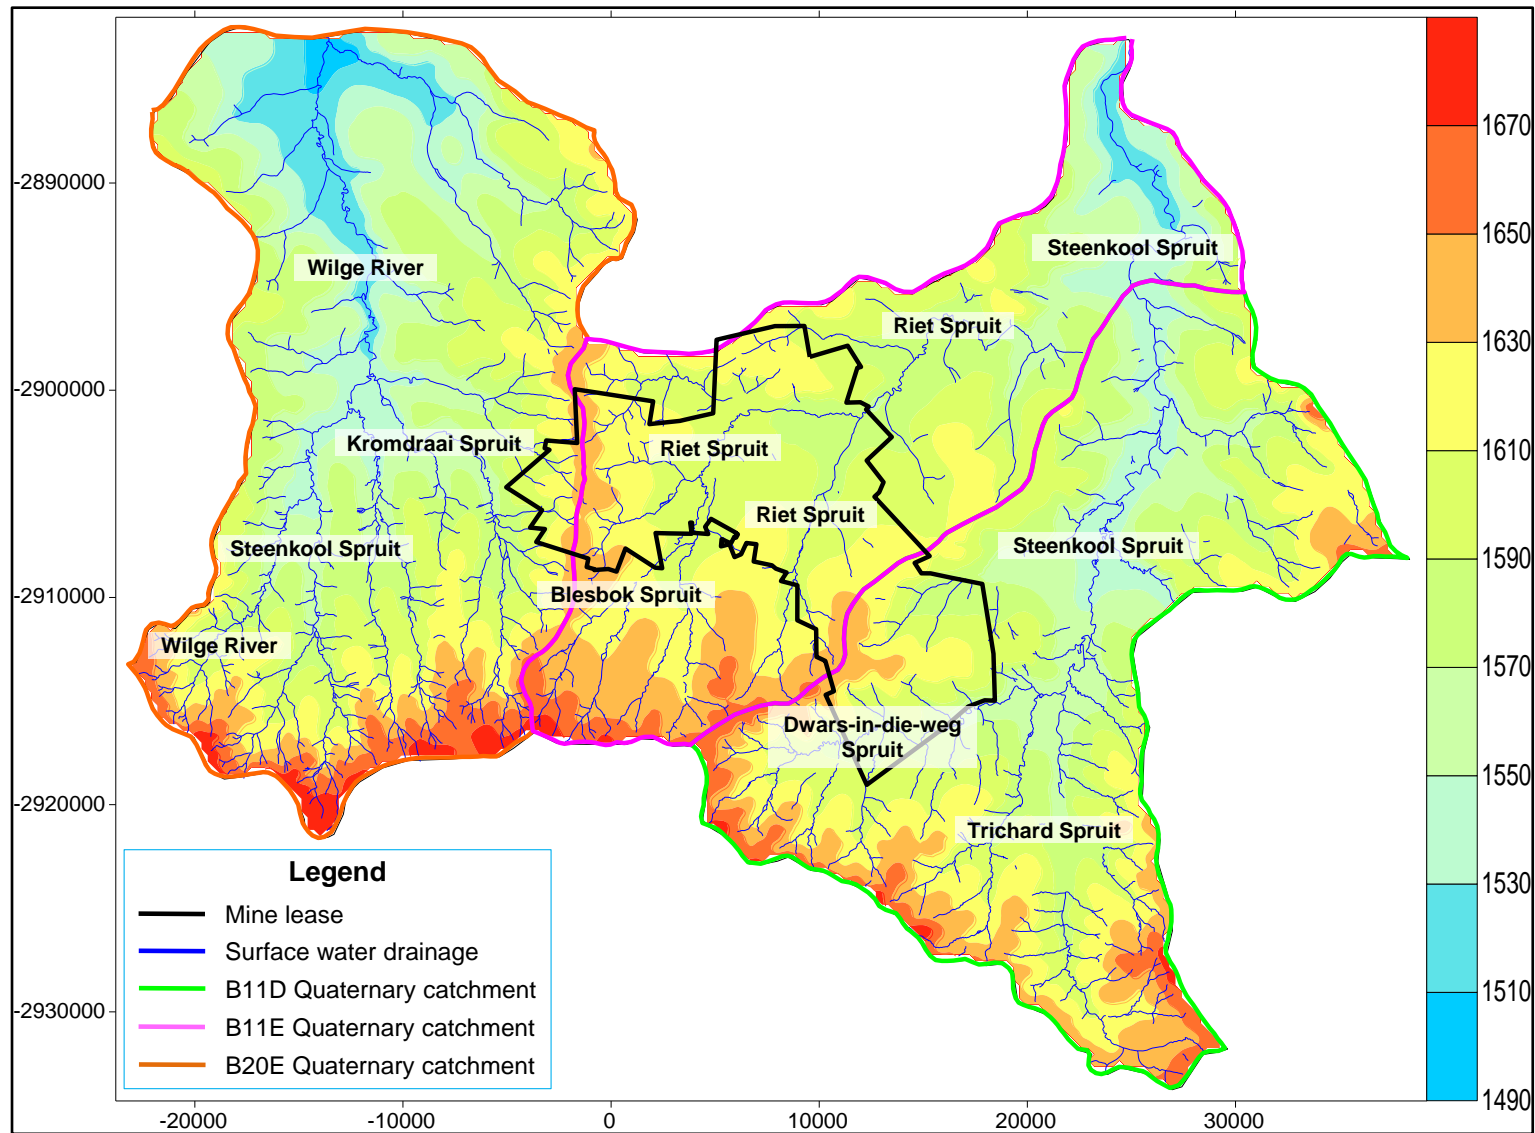 Wilge River
Steenkool Spruit
Riet Spruit
Kromdraai Spruit
Riet Spruit
Riet Spruit
Steenkool Spruit
Steenkool Spruit
Blesbok Spruit
Wilge River
Dwars-in-die-weg
Spruit
Trichard Spruit
-2890000
-2900000
-2910000
-2920000
-2930000
-20000
-10000
0
10000
20000
30000
1670
1650
1630
1610
1590
1570
1550
1530
1510
1490
Legend
Mine lease
Surface water drainage
B11D Quaternary catchment
B11E Quaternary catchment
B20E Quaternary catchment